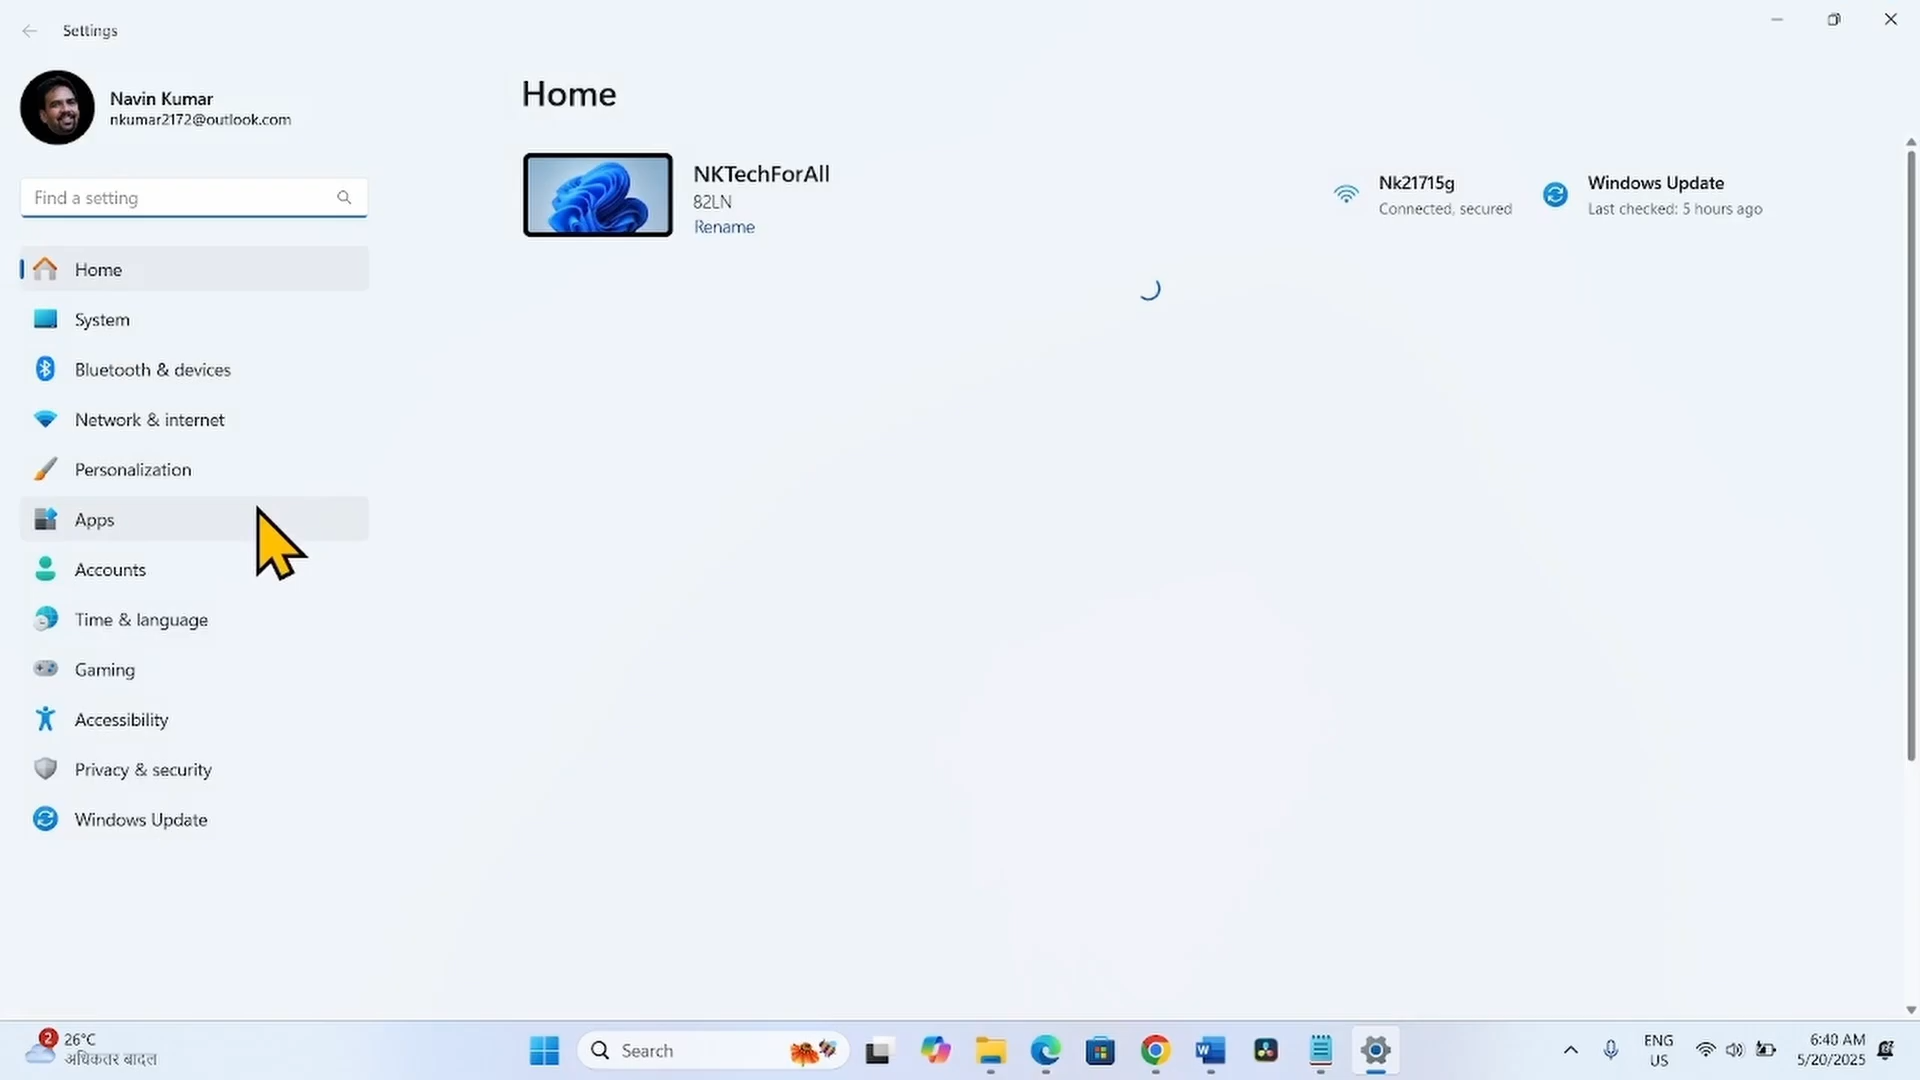 Settings
Navin Kumar
nkumar2172@outlook.com
Find a setting
Home
System
Bluetooth & devices
Network & internet
Personalization
Apps
Accounts
Time & language
Gaming
Accessibility
Privacy & security
Windows Update
Home
NKTechForAll
82LN
Rename
Nk21715g
Connected, secured
Windows Update
Last checked: 5 hours ago
2
26°C
अधिकतर बादल
Search
ENG
US
6:40 AM
5/20/2025